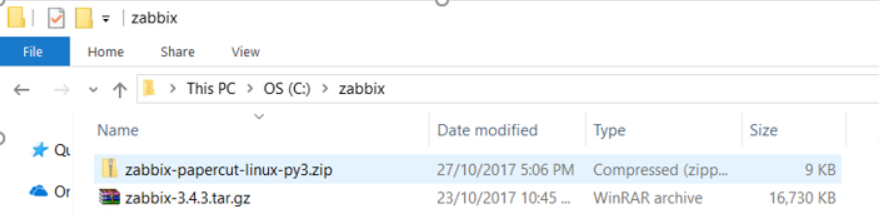 zabbix
File Home Share View
This PC > OS (C:) > zabbix
Name Date modified Type Size
Qu
zabbix-papercut-linux-py3.zip 27/10/2017 5:06 PM Compressed (zipp... 9 KB
On
zabbix-3.4.3.tar.gz 23/10/2017 10:45 ... WinRAR archive 16,730 KB